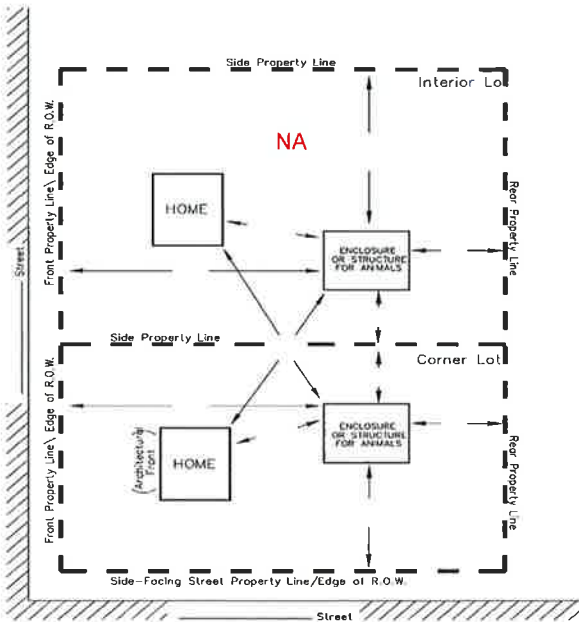 Side Property Line
Interior Lo
NA
Front Property Line\ Edge of R.O.W.
HOME
ENCLOSURE
OR STRUCTURE
FOR ANIMALS
Rear Property Line
Street
Side Property Line
Corner Lot
Front Property Line\ Edge of R.O.W.
(Architectural
Front)
HOME
ENCLOSURE
OR STRUCTURE
FOR ANIMALS
Rear Property Line
Side-Facing Street Property Line/Edge of R.O.W.
Street